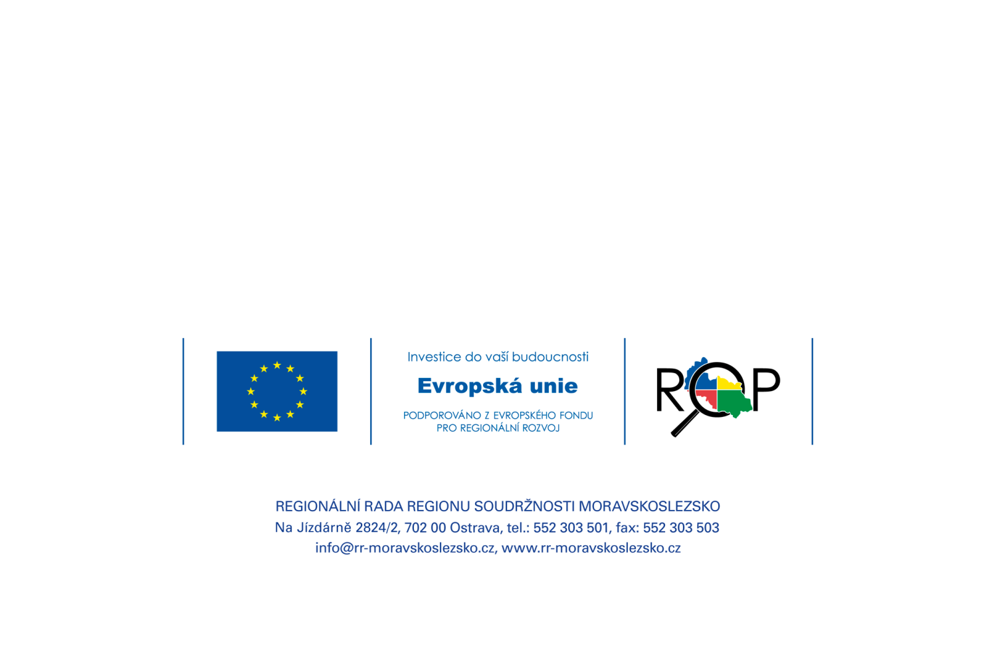 Investice do vaší budoucnosti
Evropská unie
PODPOROVÁNO Z EVROPSKÉHO FONDU
PRO REGIONÁLNÍ ROZVOJ
ROP
REGIONÁLNÍ RADA REGIONU SOUDRŽNOSTI MORAVSKOSLEZSKO
Na Jízdárně 2824/2, 702 00 Ostrava, tel.: 552 303 501, fax: 552 303 503
info@rr-moravskoslezsko.cz, www.rr-moravskoslezsko.cz